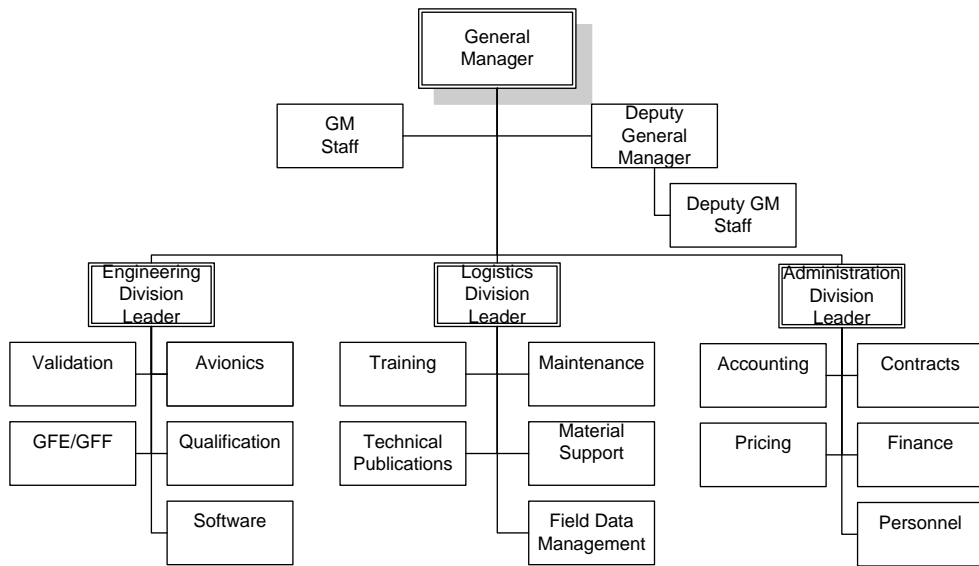 General
Manager
GM
Staff
Deputy
General
Manager
Deputy GM
Staff
Engineering
Division
Leader
Logistics
Division
Leader
Administration
Division
Leader
Validation
Avionics
Training
Maintenance
Accounting
Contracts
GFE/GFF
Qualification
Technical
Publications
Material
Support
Pricing
Finance
Software
Field Data
Management
Personnel